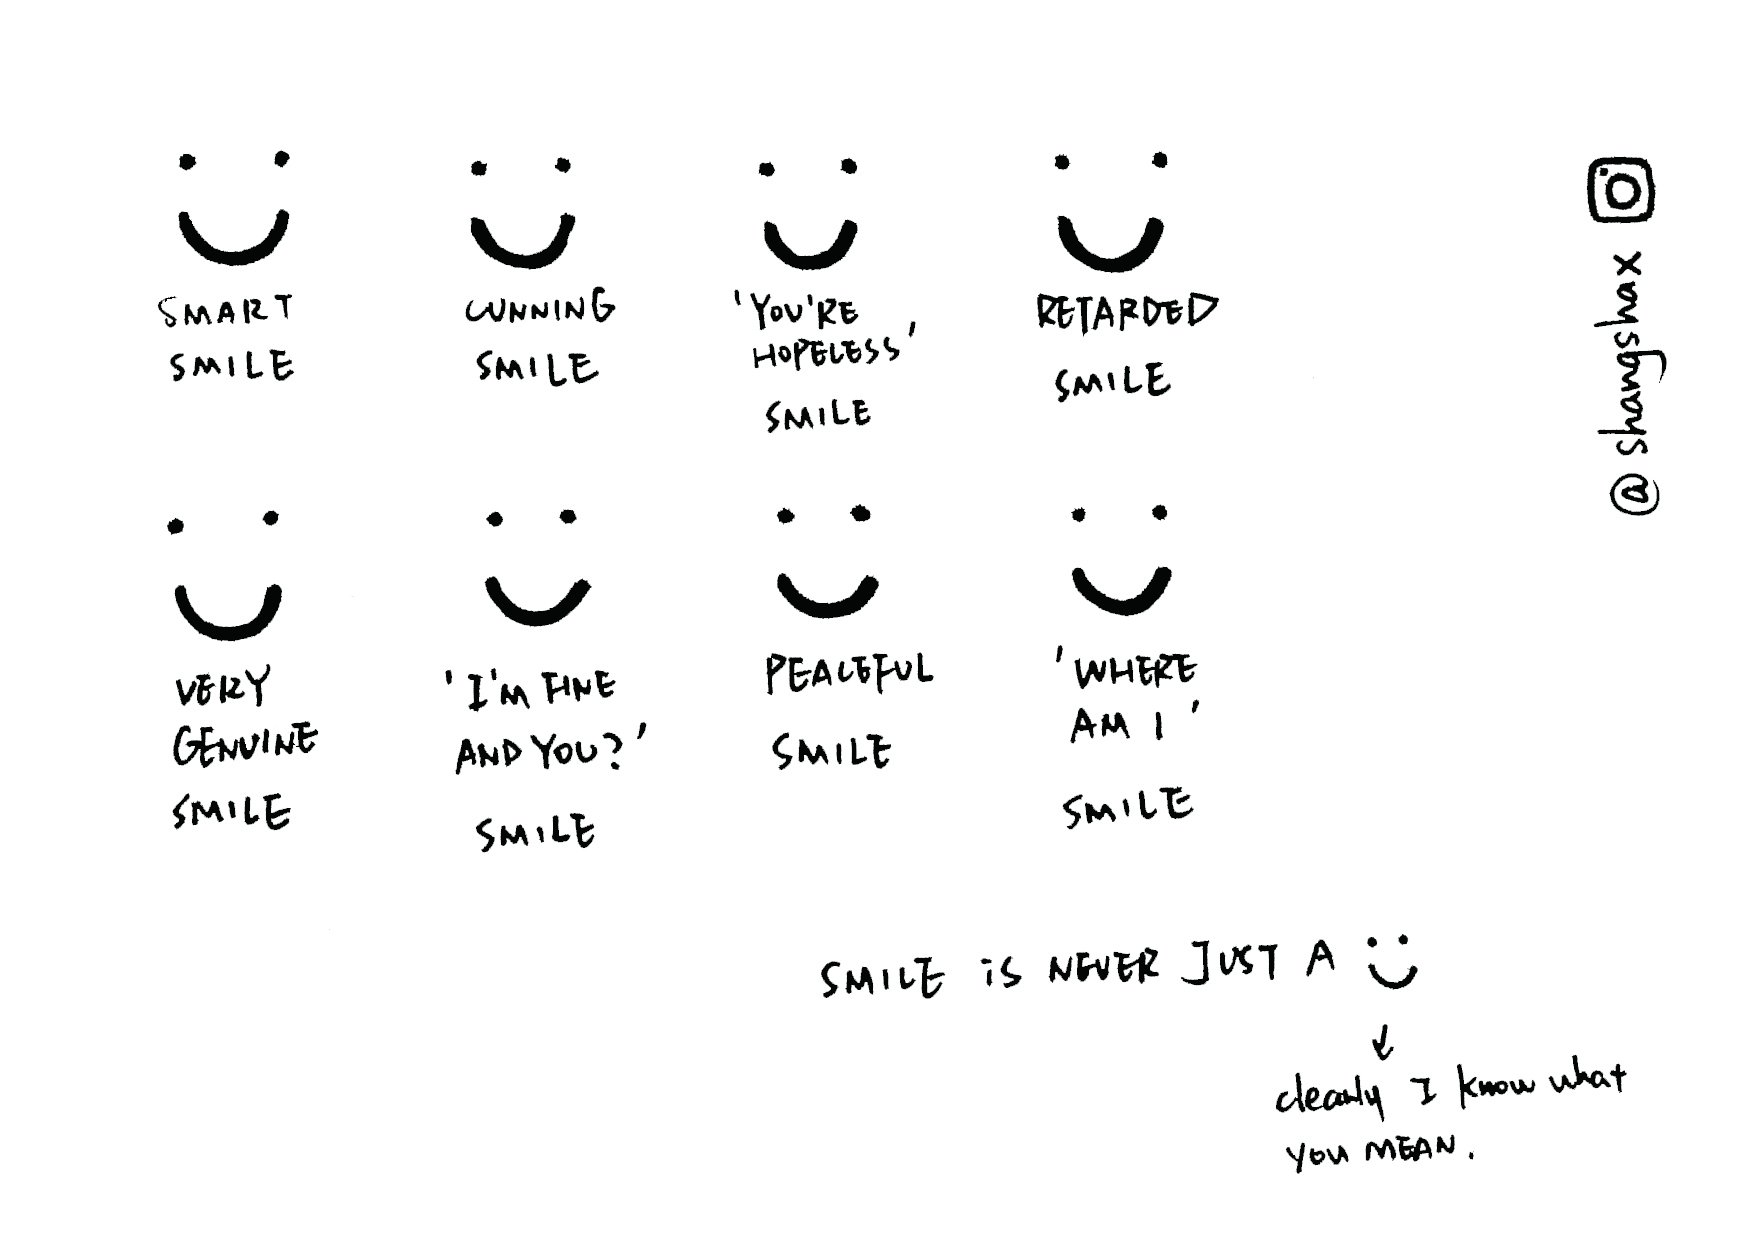 SMART
SMILE
CUNNING
SMILE
'YOU'RE
HOPELESS'
SMILE
RETARDED
SMILE
VERY
GENUINE
SMILE
'I'M FINE
AND YOU?'
SMILE
PEACEFUL
SMILE
'WHERE
AM I'
SMILE
SMILE iS NEVER JUST A
clearly I know what
YOU MEAN.
@shangshax